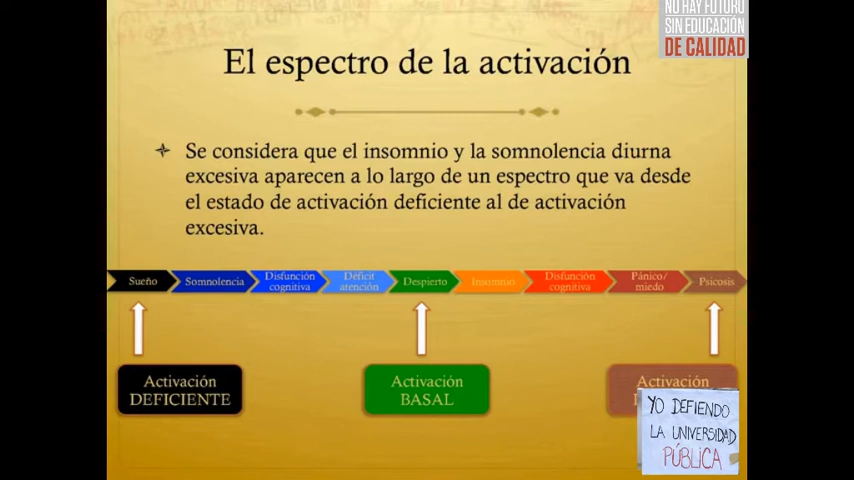 NO HAY FUTURO
SIN EDUCACIÓN
DE CALIDAD
El espectro de la activación
Se considera que el insomnio y la somnolencia diurna
excesiva aparecen a lo largo de un espectro que va desde
el estado de activación deficiente al de activación
excesiva.
Sueño
Somnolencia
Disfunción
cognitiva
Déficit
atención
Despierto
Insomnio
Disfunción
cognitiva
Pánico/
miedo
Psicosis
Activación
DEFICIENTE
Activación
BASAL
Activación
YO DEFIENDO
LA UNIVERSIDAD
PÚBLICA